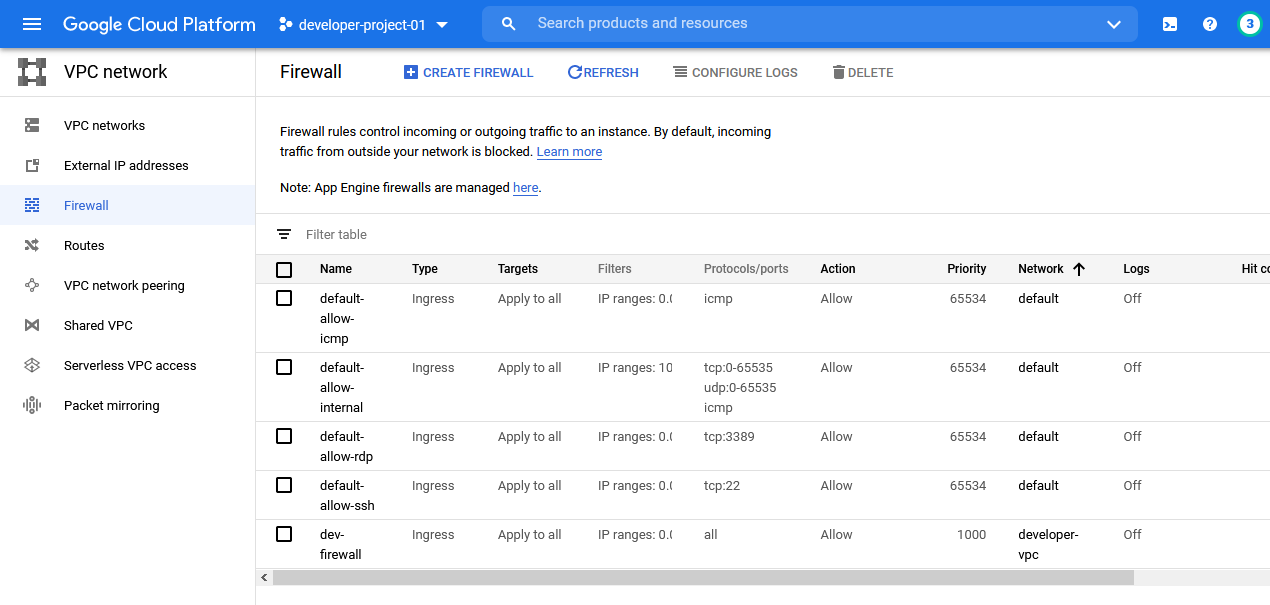 Google Cloud Platform developer-project-01 Search products and resources 3
VPC network
Firewall CREATE FIREWALL REFRESH CONFIGURE LOGS DELETE
VPC networks
External IP addresses
Firewall
Routes
VPC network peering
Shared VPC
Serverless VPC access
Packet mirroring
Firewall rules control incoming or outgoing traffic to an instance. By default, incoming
traffic from outside your network is blocked. Learn more
Note: App Engine firewalls are managed here.
Filter table
Name Type Targets Filters Protocols/ports Action Priority Network Logs Hit co
default- Ingress Apply to all IP ranges: 0.0 icmp Allow 65534 default Off
allow-
icmp
default- Ingress Apply to all IP ranges: 10 tcp:0-65535 Allow 65534 default Off
allow- udp:0-65535
internal icmp
default- Ingress Apply to all IP ranges: 0.0 tcp:3389 Allow 65534 default Off
allow-rdp
default- Ingress Apply to all IP ranges: 0.0 tcp:22 Allow 65534 default Off
allow-ssh
dev- Ingress Apply to all IP ranges: 0.0 all Allow 1000 developer- Off
firewall vpc